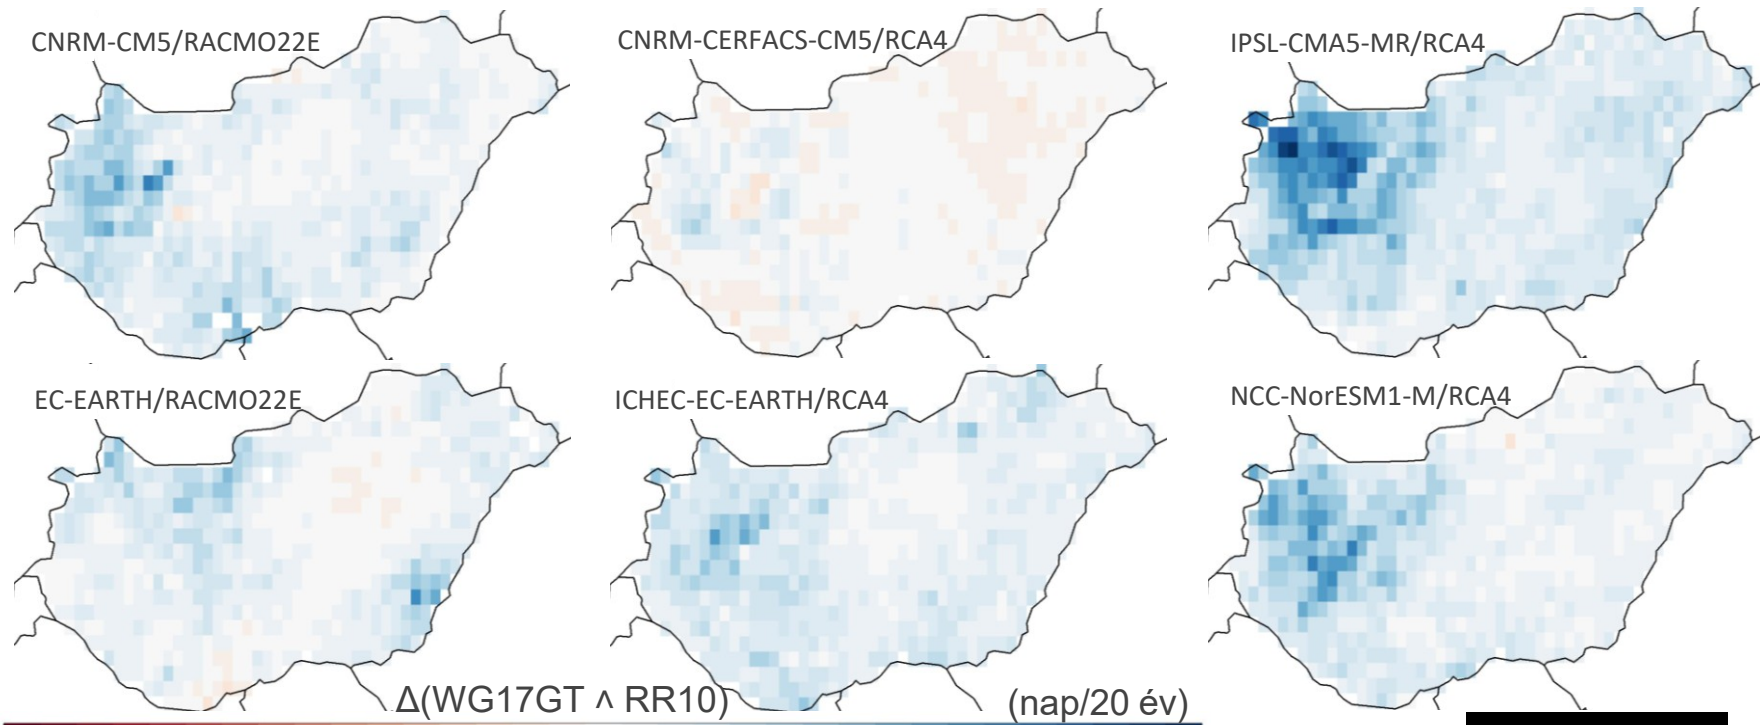 CNRM-CM5/RACMO22E
CNRM-CERFACS-CM5/RCA4
IPSL-CMA5-MR/RCA4
EC-EARTH/RACMO22E
ICHEC-EC-EARTH/RCA4
NCC-NorESM1-M/RCA4
Δ(WG17GT ∧ RR10)
(nap/20 év)